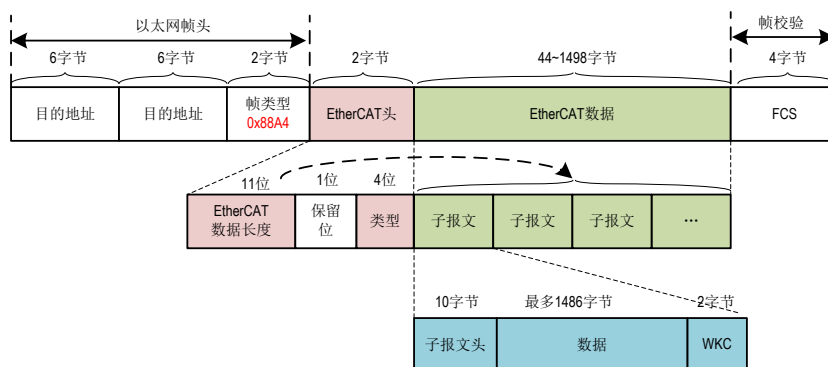 以太网帧头
帧校验
6字节
6字节
2字节
2字节
44~1498字节
4字节
目的地址
目的地址
帧类型
0x88A4
EtherCAT头
EtherCAT数据
FCS
11位
1位
4位
EtherCAT
数据长度
保留
位
类型
子报文
子报文
子报文
…
10字节
最多1486字节
2字节
子报文头
数据
WKC